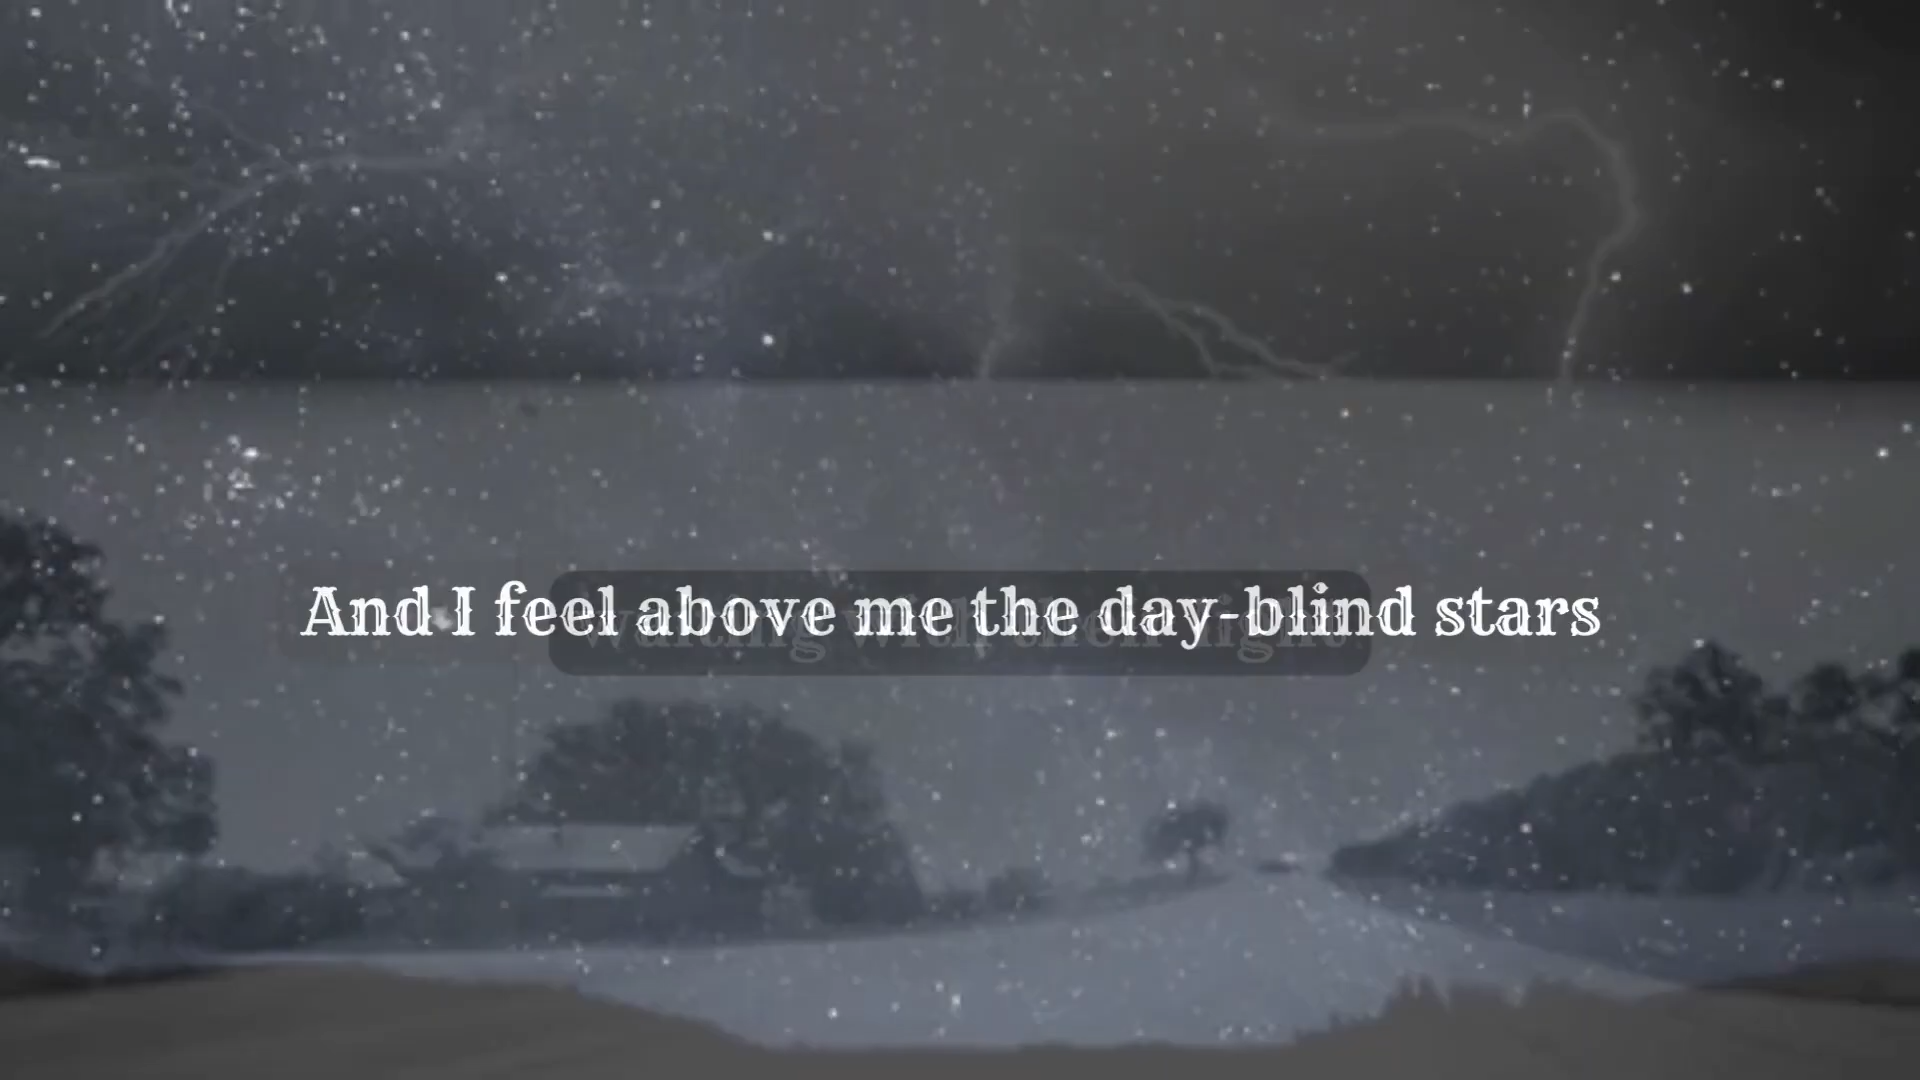 And I feel above me the day-blind stars
waiting with their light.